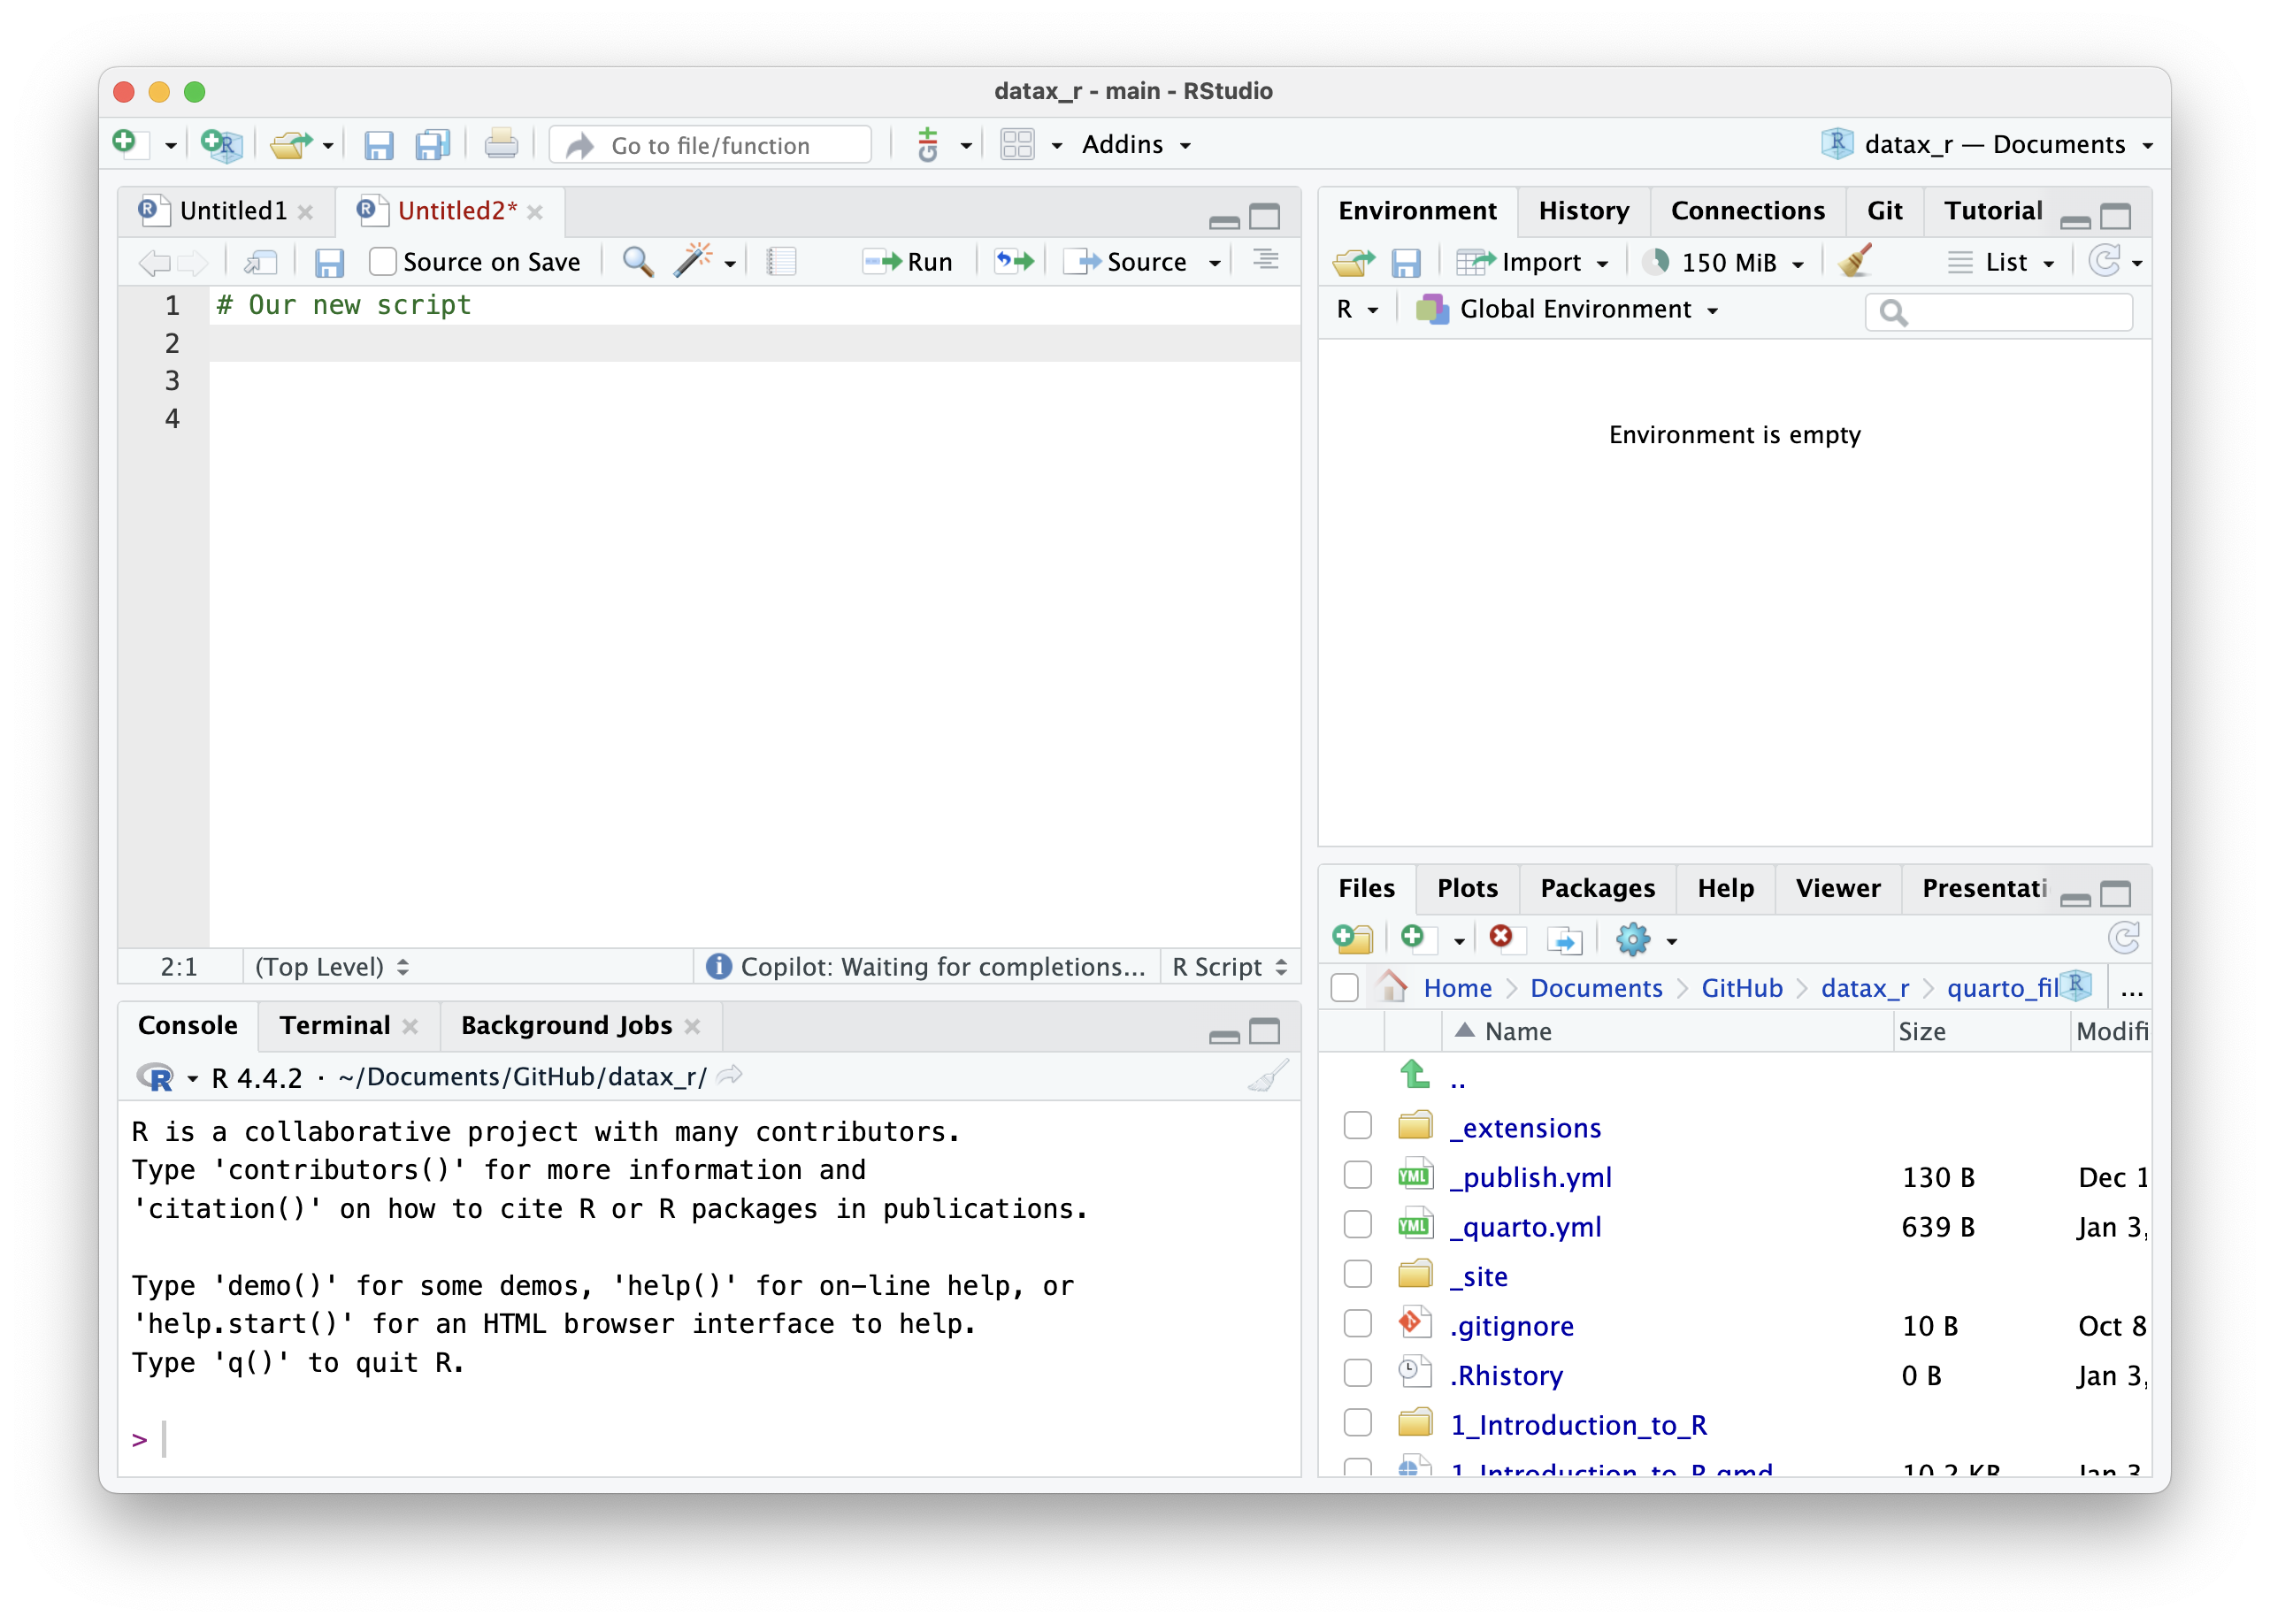 datax_r - main - RStudio
Go to file/function
Addins
datax_r — Documents
Untitled1
Untitled2*
Source on Save
Run
Source
1 # Our new script
2
3
4
2:1 (Top Level) Copilot: Waiting for completions... R Script
Console Terminal Background Jobs
R 4.4.2 · ~/Documents/GitHub/datax_r/
R is a collaborative project with many contributors.
Type 'contributors()' for more information and
'citation()' on how to cite R or R packages in publications.
Type 'demo()' for some demos, 'help()' for on-line help, or
'help.start()' for an HTML browser interface to help.
Type 'q()' to quit R.
>
Environment History Connections Git Tutorial
Import 150 MiB List
R Global Environment
Environment is empty
Files Plots Packages Help Viewer Presentati
Home Documents GitHub datax_r quarto_fil ...
Name Size Modifi
..
_extensions
_publish.yml 130 B Dec 1
_quarto.yml 639 B Jan 3,
_site
.gitignore 10 B Oct 8
.Rhistory 0 B Jan 3,
1_Introduction_to_R
1_Introduction_to_R.qmd 10.2 KB Jan 3